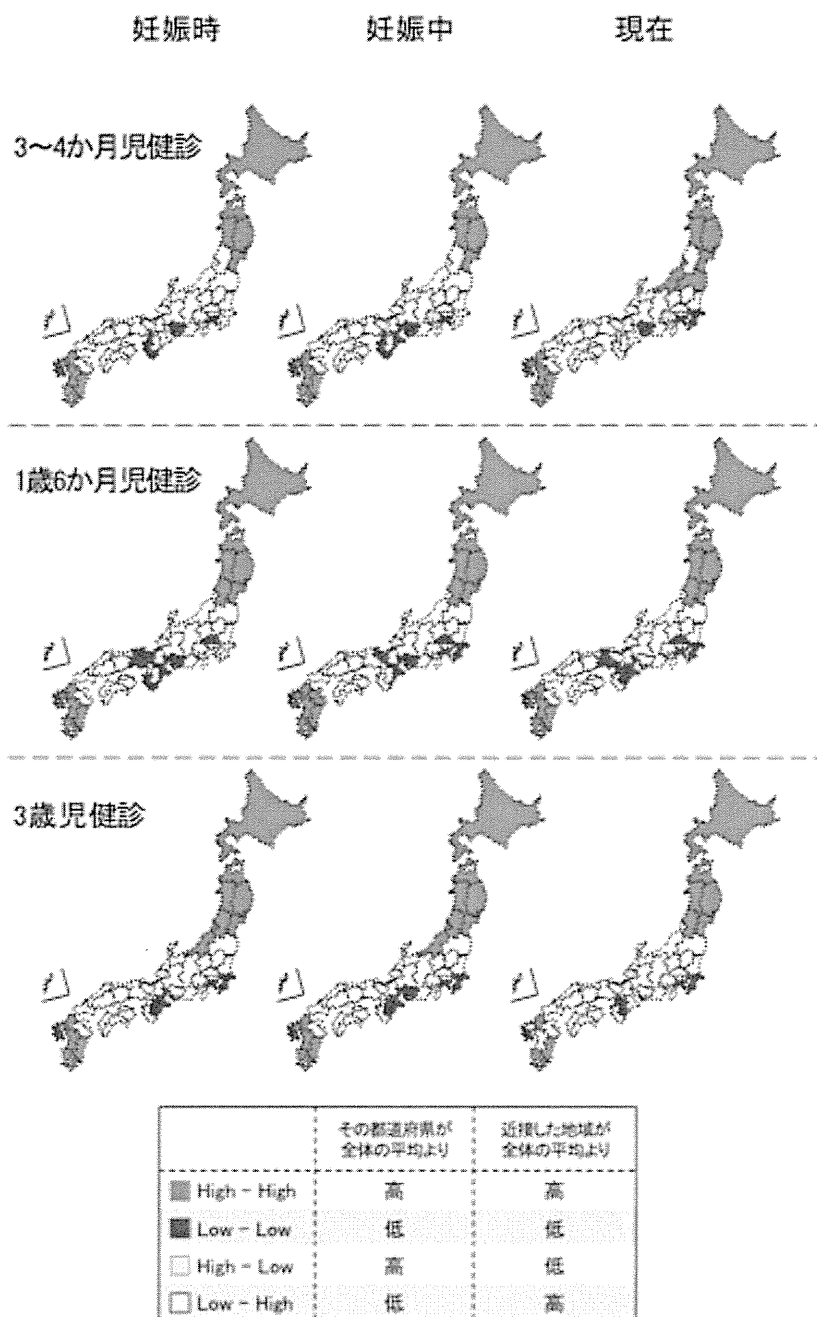 妊娠時 妊娠中 現在
3～4か月児健診
1歳6か月児健診
3歳児健診
その都道府県が 近接した地域が
全体の平均より 全体の平均より
High - High 高 高
Low - Low 低 低
High - Low 高 低
Low - High 低 高